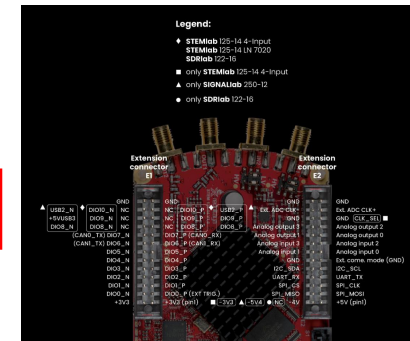 Legend:
♦ STEMlab 125-14 4-Input
STEMlab 125-14 LN 7020
SDRlab 122-16
■ only STEMlab 125-14 4-Input
▲ only SIGNALlab 250-12
● only SDRlab 122-16
Extension connector E1
Extension connector E2
GND GND GND GND
▲ USB2_N ♦ DIO10_N NC NC DIO10_P ♦ USB2_P ▲ Ext. ADC CLK- Ext. ADC CLK+
+5VUSB3 DIO9_N NC NC DIO9_P DIO9_P GND GND CLK_SEL ■
DIO8_N DIO8_N NC NC DIO8_P DIO8_P Analog output 3 Analog output 2
(CAN0_TX) DIO7_N DIO7_P (CAN0_RX) Analog output 1 Analog output 0
(CAN1_TX) DIO6_N DIO6_P (CAN1_RX) Analog input 3 Analog input 2
DIO5_N DIO5_P Analog input 1 Analog input 0
DIO4_N DIO4_P GND Ext. come. mode (GND)
DIO3_N DIO3_P I2C_SDA I2C_SCL
DIO2_N DIO2_P UART_RX UART_TX
DIO1_N DIO1_P SPI_CS SPI_CLK
DIO0_N DIO0_P (EXT TRIG.) SPI_MISO SPI_MOSI
+3V3 +3V3 (pin1) ■ -3V3 ▲ -5V4 ● NC -4V +5V (pin1)